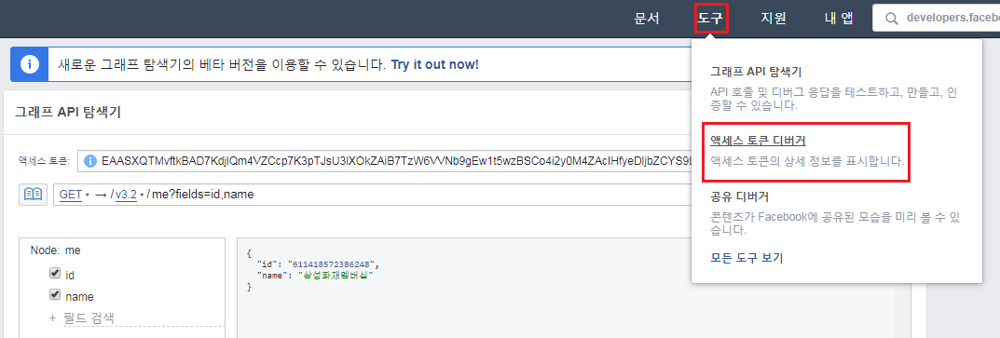 문서 도구 지원 내 앱 developers.facebo
새로운 그래프 탐색기의 베타 버전을 이용할 수 있습니다. Try it out now!
그래프 API 탐색기
액세스 토큰: EAASXQTMvftkBAD7KdjlQm4VZCcp7K3pTJsU3lXOkZAiB7TzW6VVNb9gEw1t5wzBSCo4i2y0M4ZAcIHfyeDljbZCYS9L
GET → / v3.2 / me?fields=id,name
Node: me
id
name
+ 필드 검색
{
"id": "611418572386248",
"name": "삼성화재멤버십"
}
그래프 API 탐색기
API 호출 및 디버그 응답을 테스트하고, 만들고, 인
증할 수 있습니다.
액세스 토큰 디버거
액세스 토큰의 상세 정보를 표시합니다.
공유 디버거
콘텐츠가 Facebook에 공유된 모습을 미리 볼 수 있
습니다.
모든 도구 보기